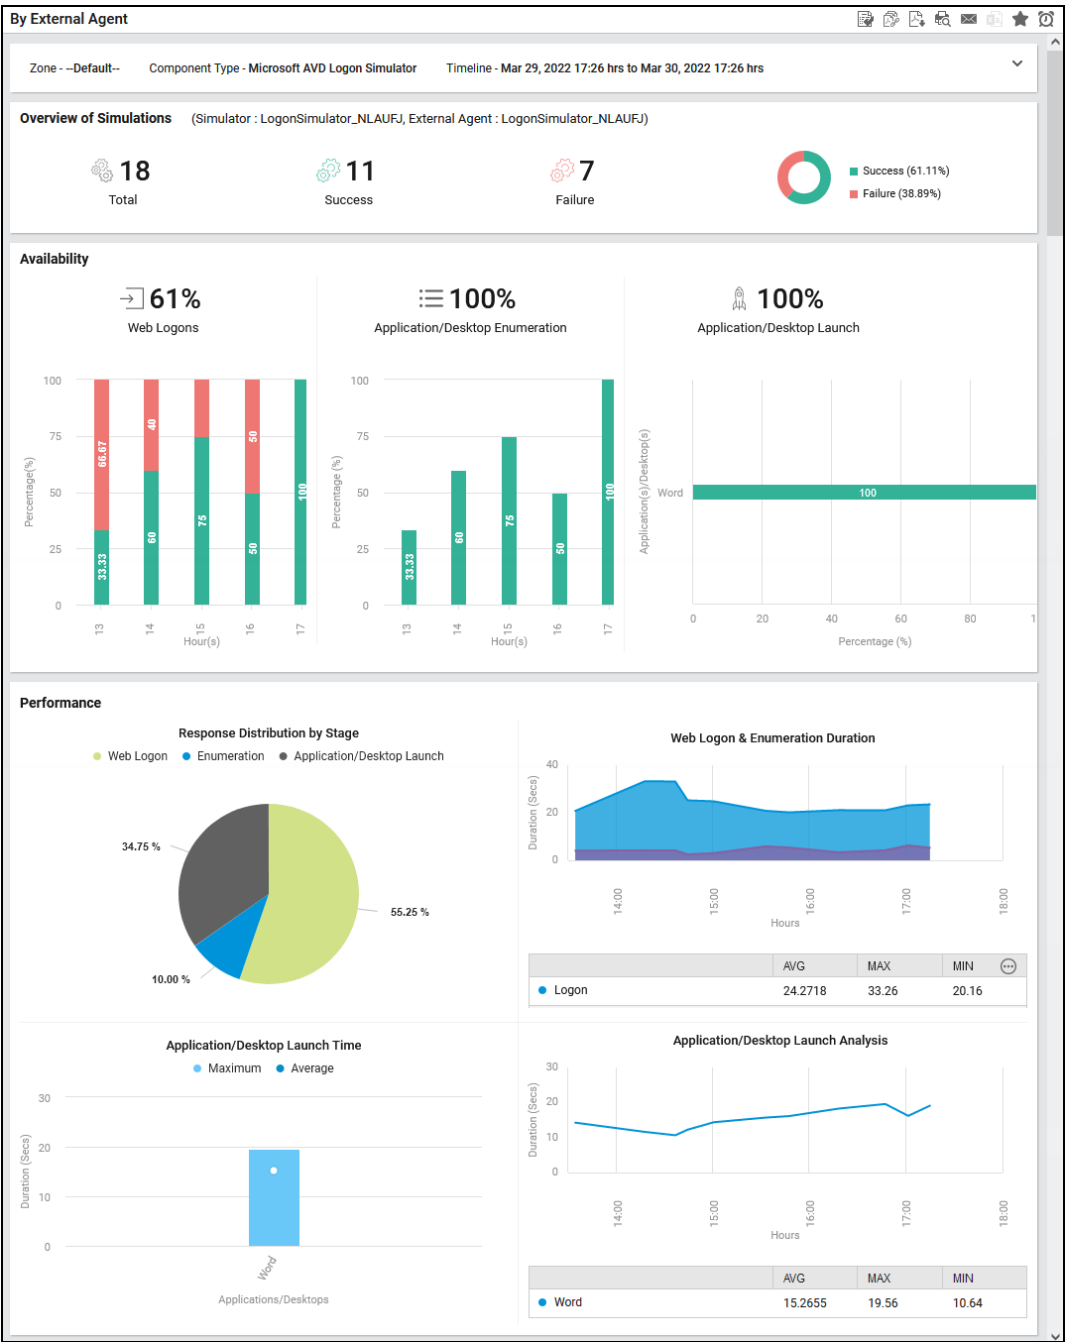 By External Agent
Zone - --Default-- Component Type - Microsoft AVD Logon Simulator Timeline - Mar 29, 2022 17:26 hrs to Mar 30, 2022 17:26 hrs
Overview of Simulations (Simulator : LogonSimulator_NLAUFJ, External Agent : LogonSimulator_NLAUFJ)
18
Total
11
Success
7
Failure
Success (61.11%)
Failure (38.89%)
Availability
61%
Web Logons
100%
Application/Desktop Enumeration
100%
Application/Desktop Launch
Percentage(%)
100
75
50
25
0
66.67
33.33
40
60
75
50
50
100
13 14 15 16 17
Hour(s)
Percentage (%)
100
75
50
25
0
33.33
60
75
50
100
13 14 15 16 17
Hour(s)
Application(s)/Desktop(s)
Word
100
0 20 40 60 80 1
Percentage (%)
Performance
Response Distribution by Stage
Web Logon Enumeration Application/Desktop Launch
34.75 %
55.25 %
10.00 %
Web Logon & Enumeration Duration
Duration (Secs)
40
20
0
14:00 15:00 16:00 17:00 18:00
Hours
AVG MAX MIN
Logon 24.2718 33.26 20.16
Application/Desktop Launch Time
Maximum Average
Duration (Secs)
30
20
10
0
Word
Applications/Desktops
Application/Desktop Launch Analysis
Duration (Secs)
30
20
10
0
14:00 15:00 16:00 17:00 18:00
Hours
AVG MAX MIN
Word 15.2655 19.56 10.64